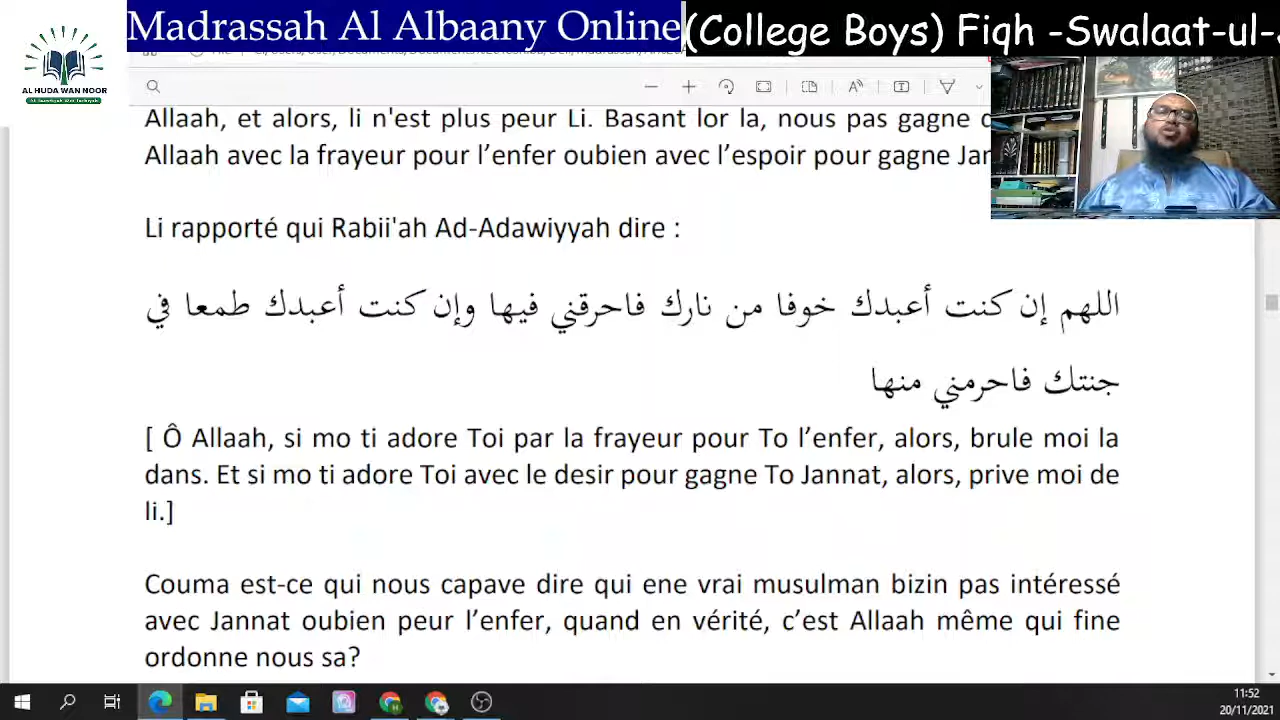 Madrassah Al Albaany Online
(College Boys) Fiqh -Swalaat-ul-
AL HUDA WAN NOOR
Allaah, et alors, li n'est plus peur Li. Basant lor la, nous pas gagne
Allaah avec la frayeur pour l’enfer oubien avec l’espoir pour gagne
Li rapporté qui Rabii'ah Ad-Adawiyyah dire :
اللهم إن كنت أعبدك خوفا من نارك فاحرقني فيها وإن كنت أعبدك طمعا في
جنتك فاحرمني منها
[ Ô Allaah, si mo ti adore Toi par la frayeur pour To l’enfer, alors, brule moi la
dans. Et si mo ti adore Toi avec le desir pour gagne To Jannat, alors, prive moi de
li.]
Couma est-ce qui nous capave dire qui ene vrai musulman bizin pas intéressé
avec Jannat oubien peur l’enfer, quand en vérité, c’est Allaah même qui fine
ordonne nous sa?
11:52
20/11/2021